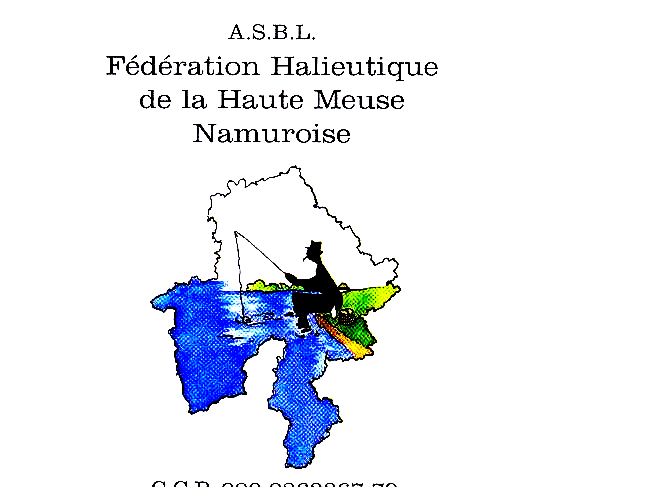 A.S.B.L.
Fédération Halieutique
de la Haute Meuse
Namuroise